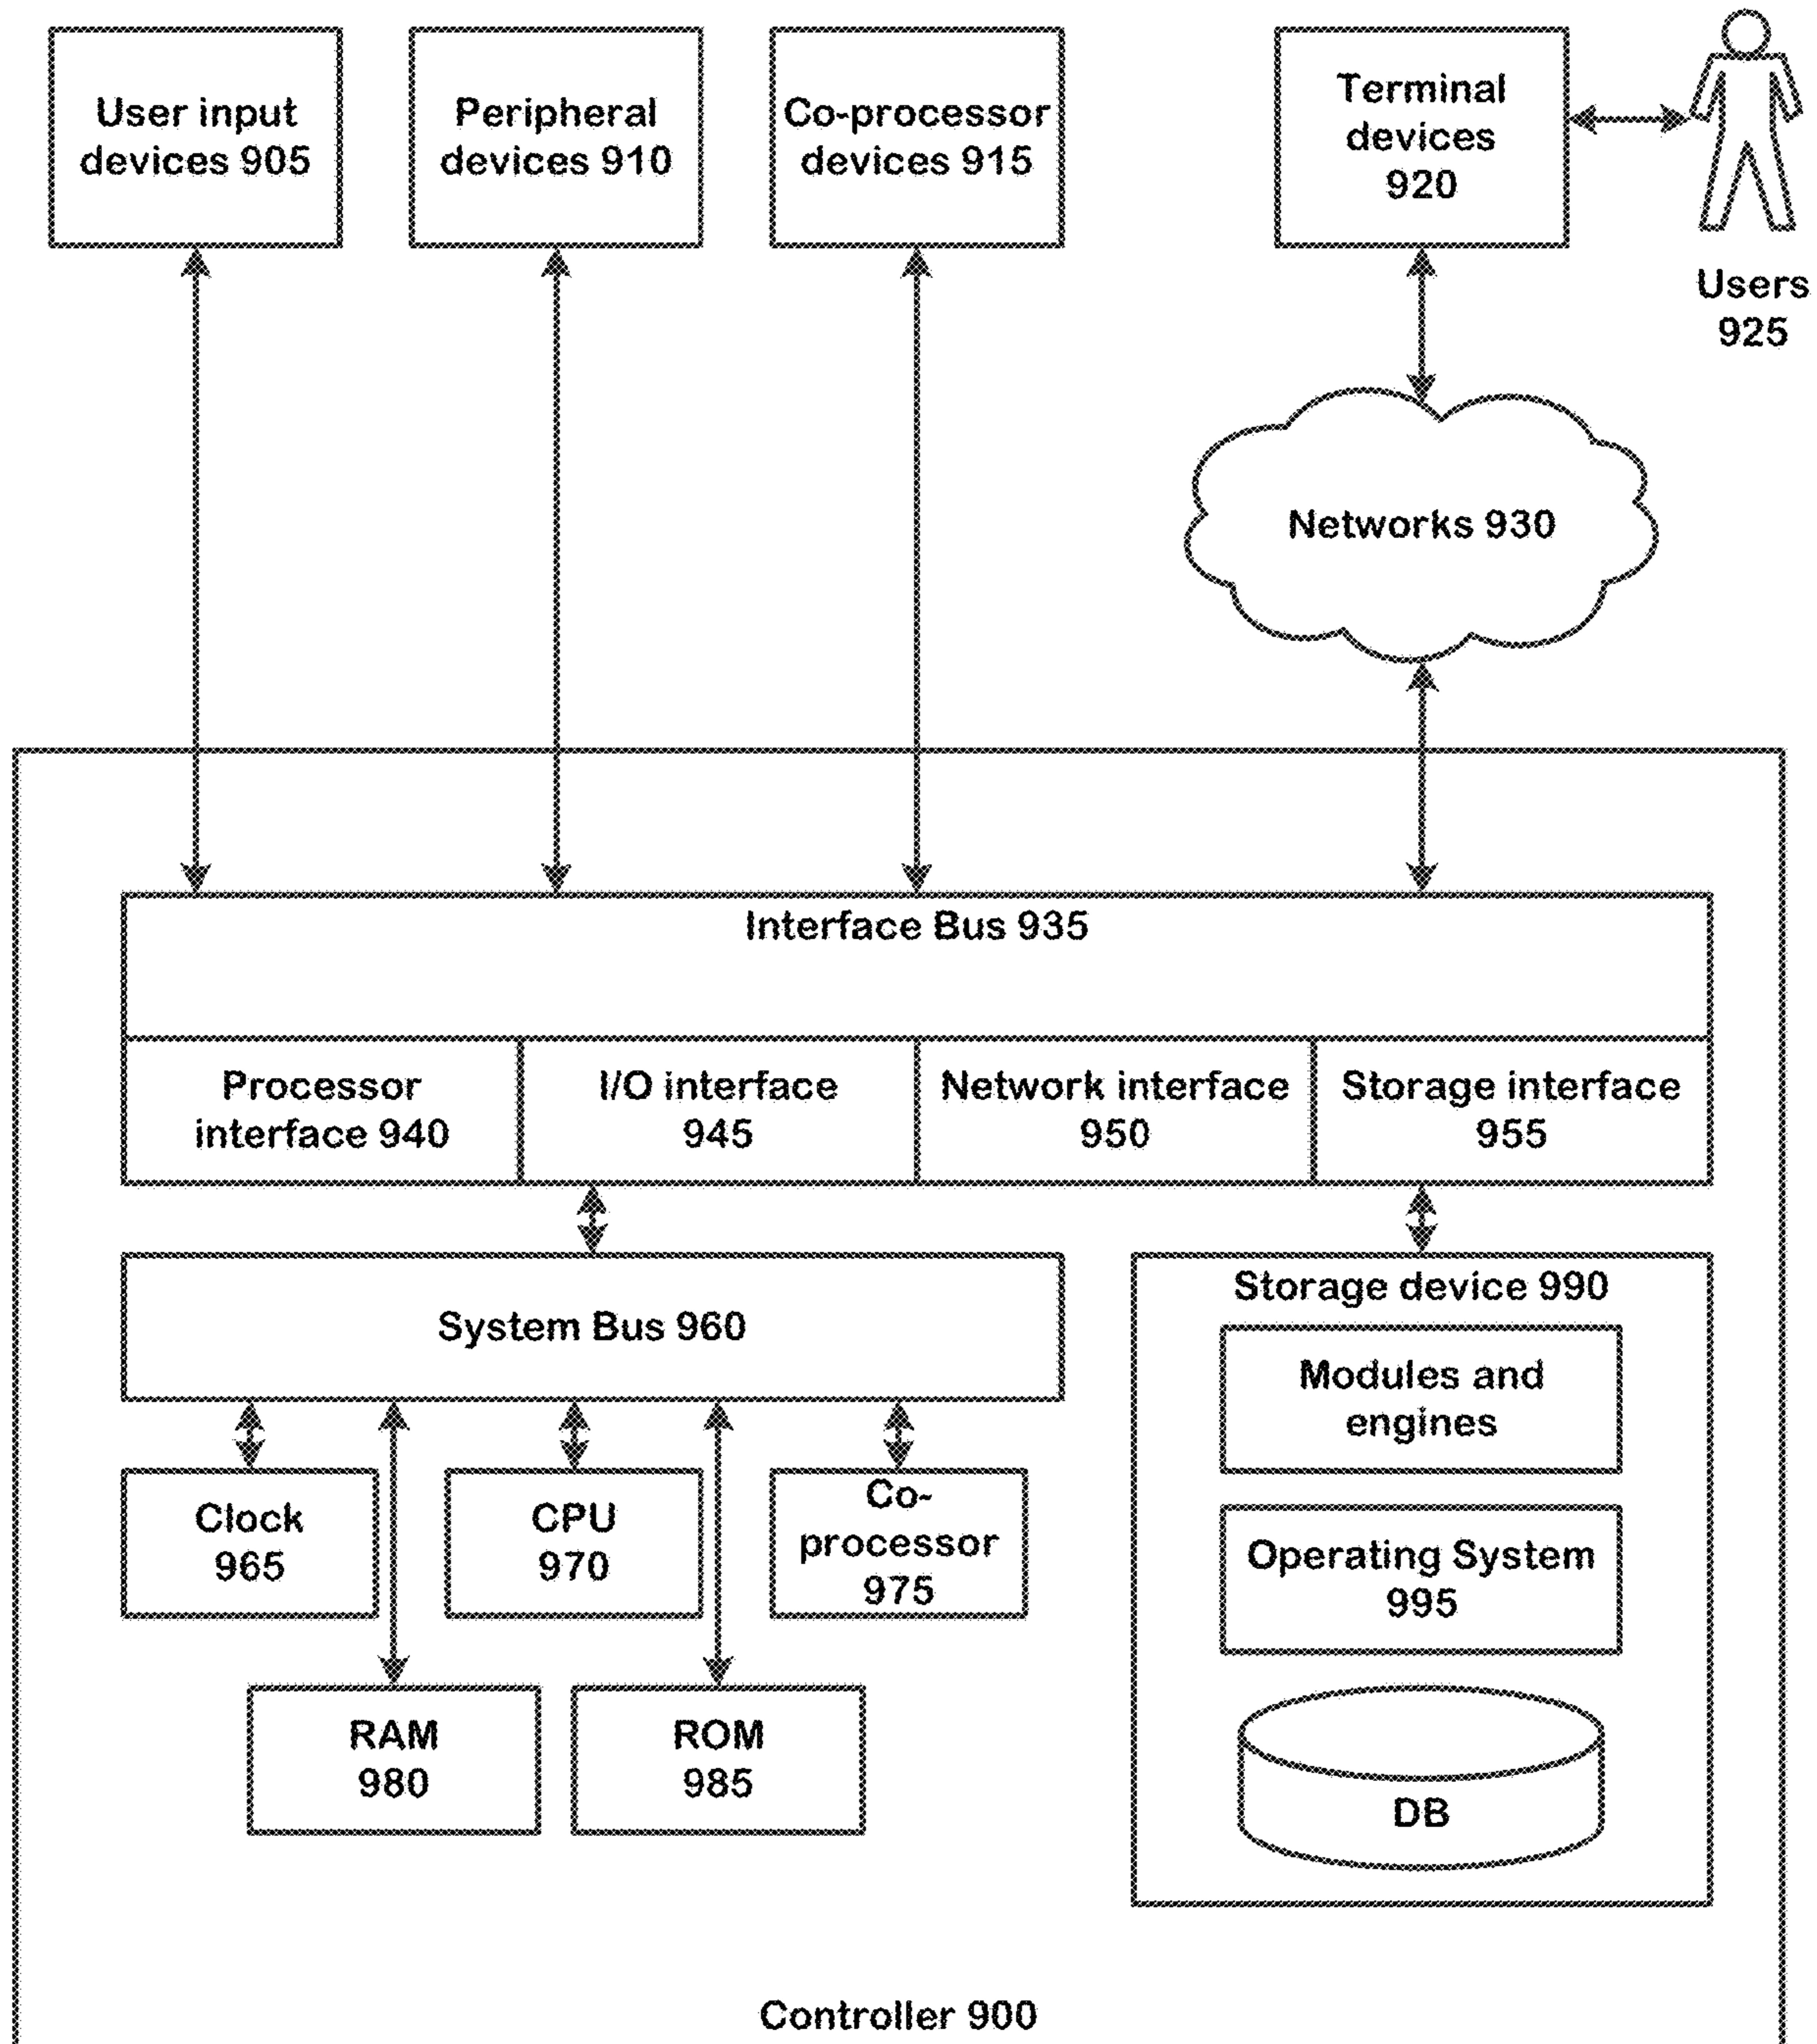 User input
devices 905
Peripheral
devices 910
Co-processor
devices 915
Terminal
devices
920
Users
925
Networks 930
Interface Bus 935
Processor
interface 940
I/O interface
945
Network interface
950
Storage interface
955
System Bus 960
Storage device 990
Modules and
engines
Clock
965
CPU
970
Co-
processor
975
Operating System
995
RAM
980
ROM
985
DB
Controller 900